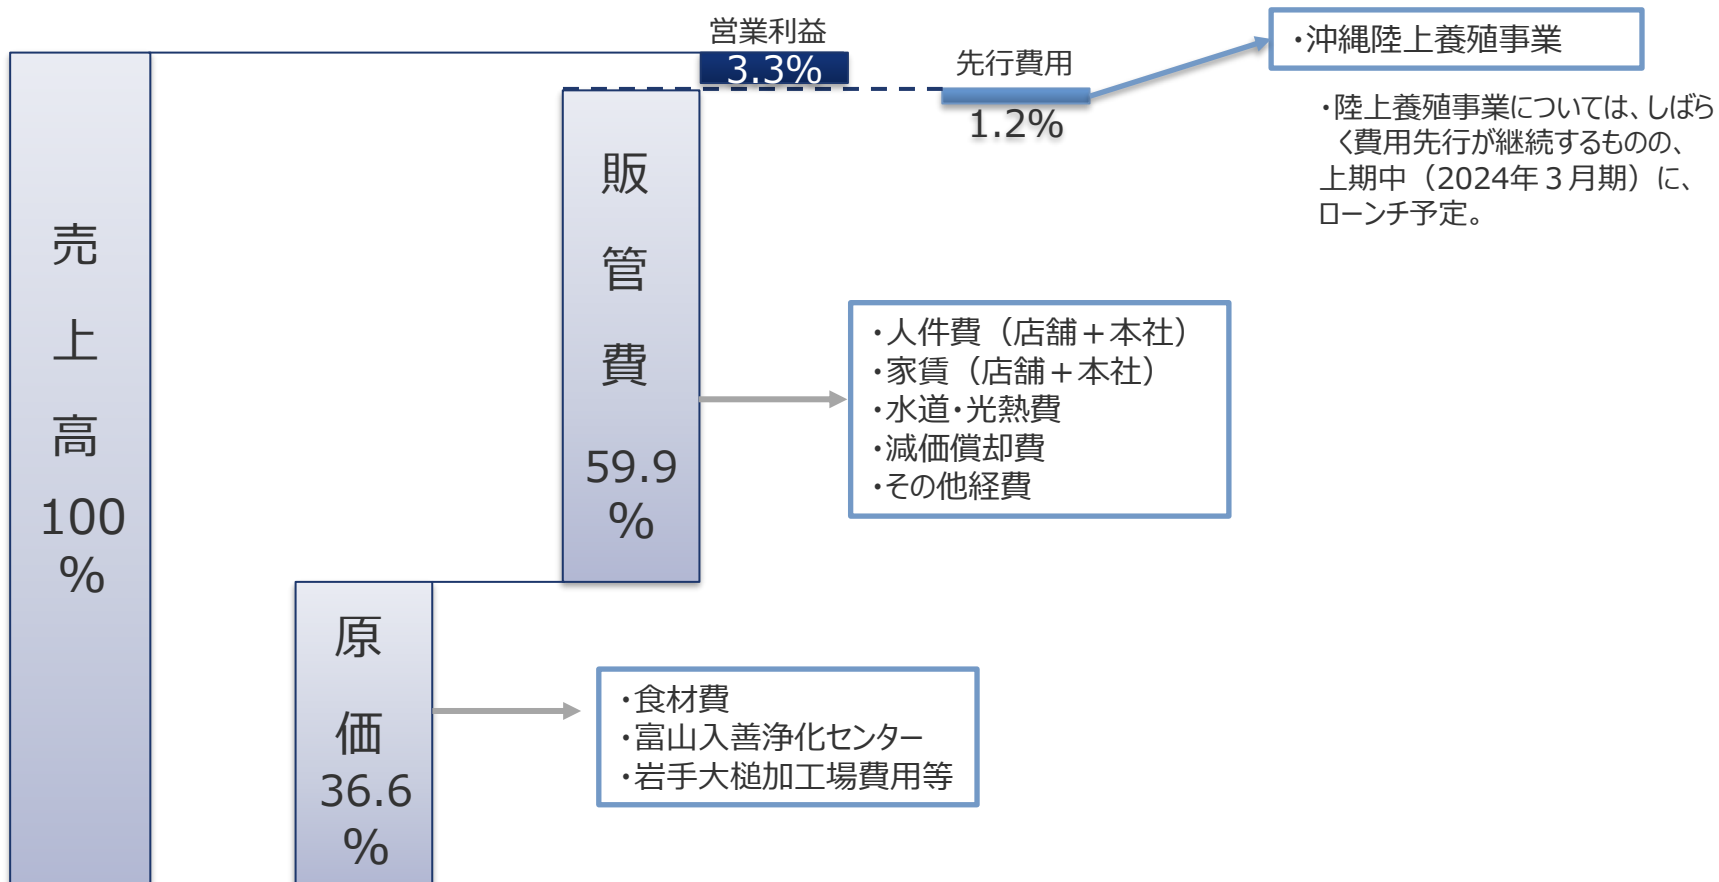 営業利益
3.3%
先行費用
1.2%
・沖縄陸上養殖事業
・陸上養殖事業については、しばら
く費用先行が継続するものの、
上期中（2024年３月期）に、
ローンチ予定。
売
上
高
100
%
販
管
費
59.9
%
・人件費（店舗＋本社）
・家賃（店舗＋本社）
・水道・光熱費
・減価償却費
・その他経費
原
価
36.6
%
・食材費
・富山入善浄化センター
・岩手大槌加工場費用等